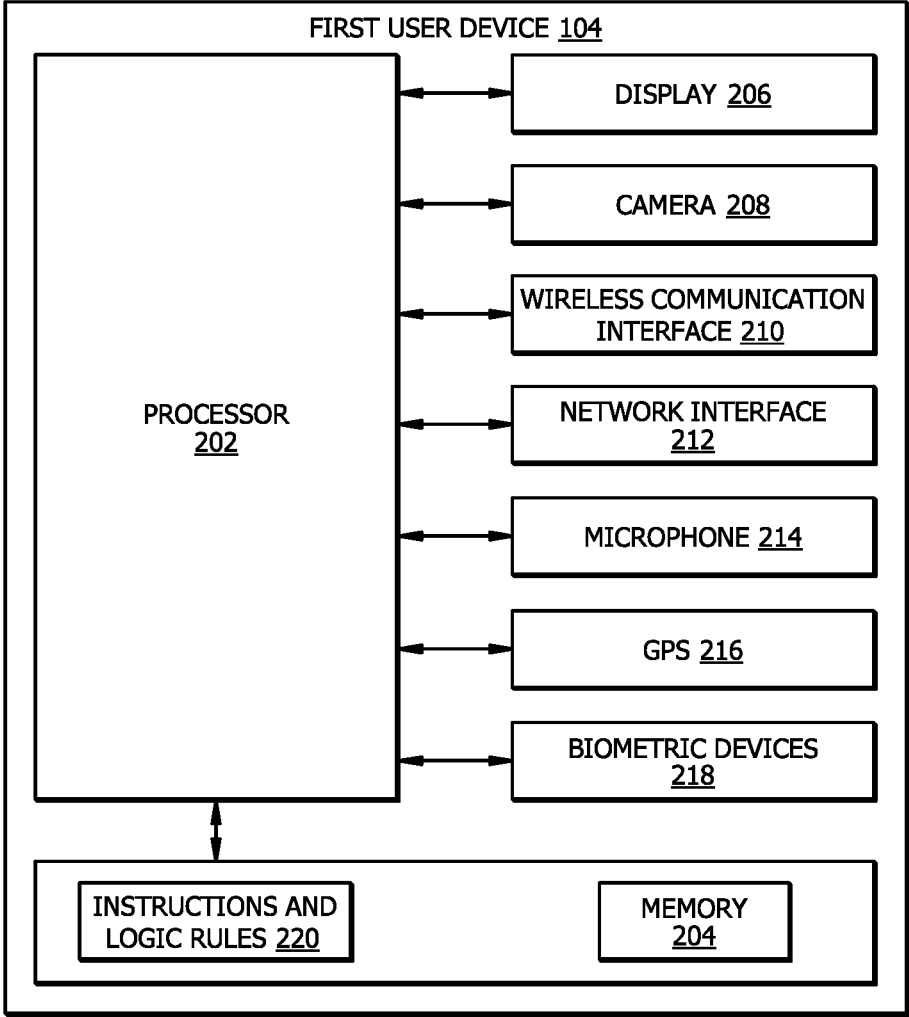 FIRST USER DEVICE 104
PROCESSOR
202
DISPLAY 206
CAMERA 208
WIRELESS COMMUNICATION
INTERFACE 210
NETWORK INTERFACE
212
MICROPHONE 214
GPS 216
BIOMETRIC DEVICES
218
INSTRUCTIONS AND
LOGIC RULES 220
MEMORY
204